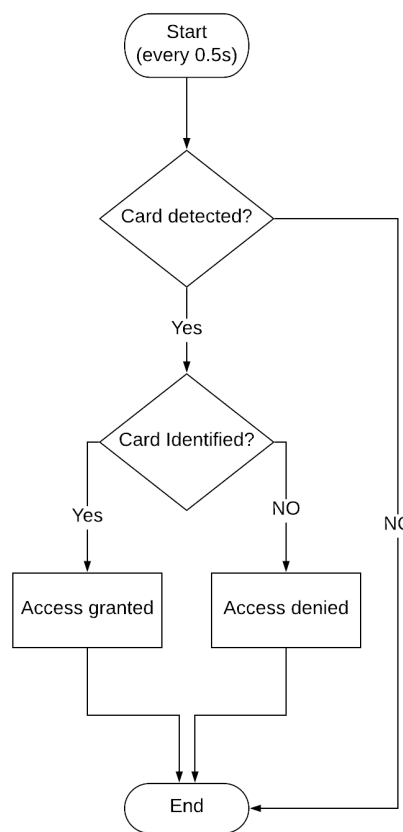 Start
(every 0.5s)
Card detected?
Yes
Card Identified?
Yes
NO
Access granted
Access denied
End